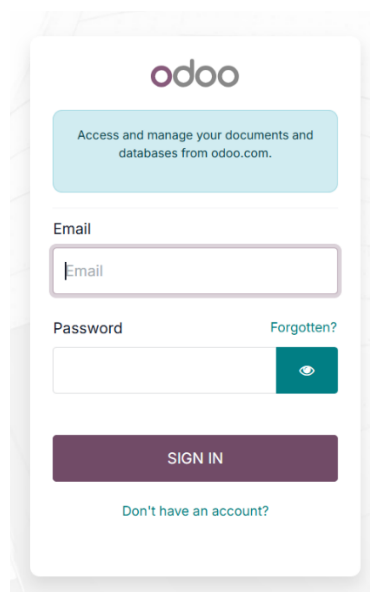 odoo
Access and manage your documents and
databases from odoo.com.
Email
Email
Password Forgotten?
SIGN IN
Don't have an account?